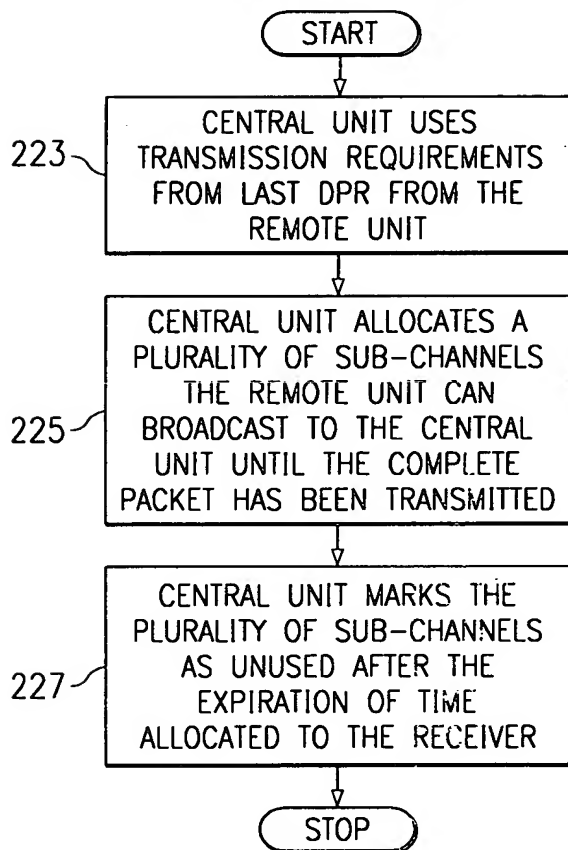 START
223
CENTRAL UNIT USES
TRANSMISSION REQUIREMENTS
FROM LAST DPR FROM THE
REMOTE UNIT
225
CENTRAL UNIT ALLOCATES A
PLURALITY OF SUB-CHANNELS
THE REMOTE UNIT CAN
BROADCAST TO THE CENTRAL
UNIT UNTIL THE COMPLETE
PACKET HAS BEEN TRANSMITTED
227
CENTRAL UNIT MARKS THE
PLURALITY OF SUB-CHANNELS
AS UNUSED AFTER THE
EXPIRATION OF TIME
ALLOCATED TO THE RECEIVER
STOP